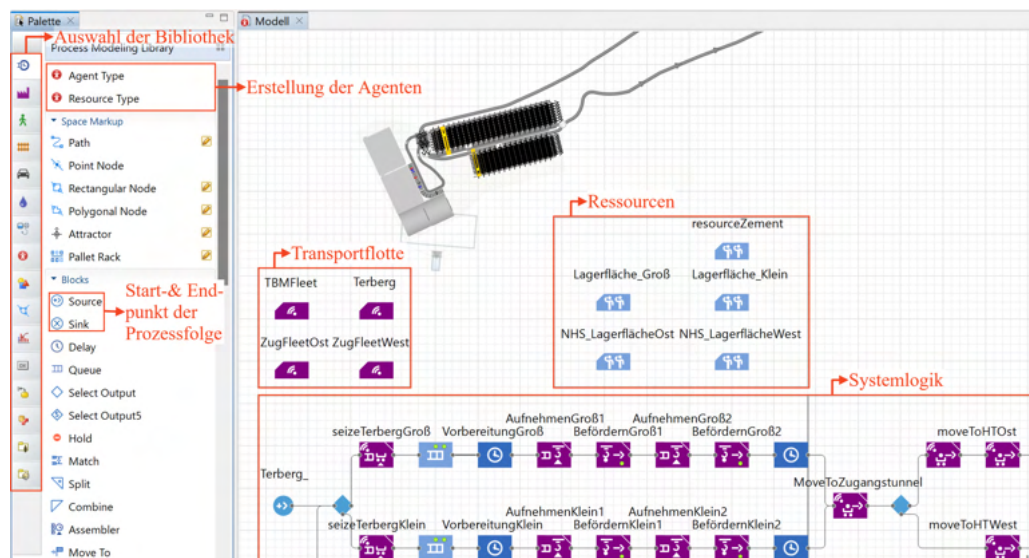 Palette
Modell
Auswahl der Bibliothek
Process Modeling Library
Agent Type
Resource Type
Erstellung der Agenten
Space Markup
Path
Point Node
Rectangular Node
Polygonal Node
Attractor
Pallet Rack
Blocks
Source
Sink
Start-& End-
punkt der
Prozessfolge
Delay
Queue
Select Output
Select Output5
Hold
Match
Split
Combine
Assembler
Move To
Transportflotte
TBMFleet Terberg
ZugFleetOst ZugFleetWest
Ressourcen
resourceZement
Lagerfläche_Groß Lagerfläche_Klein
NHS_LagerflächeOst NHS_LagerflächeWest
Systemlogik
AufnehmenGroß1 AufnehmenGroß2
seizeTerbergGroß VorbereitungGroß BefördernGroß1 BefördernGroß2 moveToHTOst
Terberg_
MoveToZugangstunnel
AufnehmenKlein1 AufnehmenKlein2
seizeTerbergKlein VorbereitungKlein BefördernKlein1 BefördernKlein2 moveToHTWest